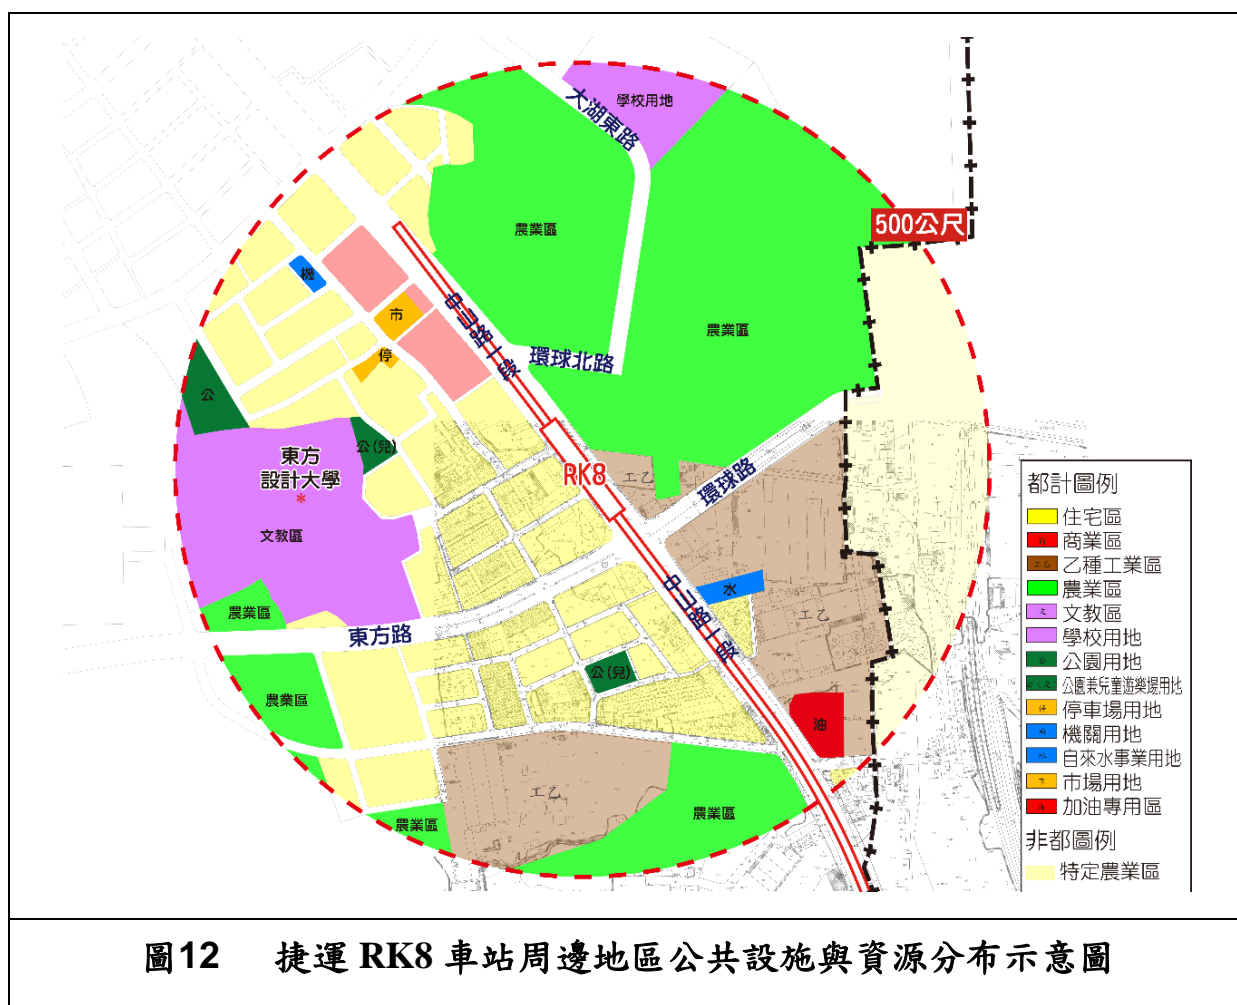 學校用地
大湖東路
500公尺
農業區
機
市
中山路一段
農業區
停
環球北路
公
公(兒)
東方
設計大學
*
RK8
工乙
環球路
文教區
水
工乙
農業區
東方路
中山路一段
公(兒)
農業區
油
工乙
農業區
農業區
都計圖例
住宅區
商業區
工乙
乙種工業區
農業區
文
文教區
學校用地
公
公園用地
公園兼兒童遊樂場用地
停
停車場用地
機關用地
水
自來水事業用地
市
市場用地
油
加油專用區
非都圖例
特定農業區
圖12 捷運 RK8 車站周邊地區公共設施與資源分布示意圖